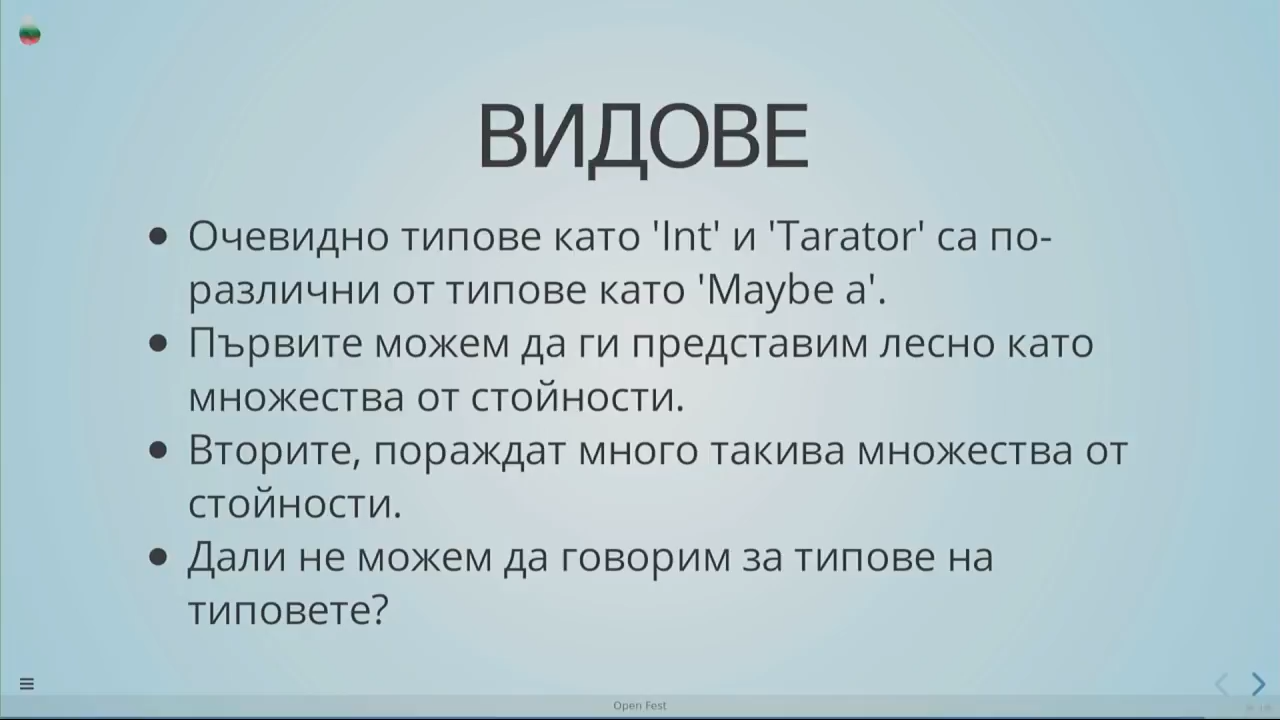 ВИДОВЕ
Очевидно типове като 'Int' и 'Tarator' са по-
различни от типове като 'Maybe a'.
Първите можем да ги представим лесно като
множества от стойности.
Вторите, пораждат много такива множества от
стойности.
Дали не можем да говорим за типове на
типовете?
Open Fest